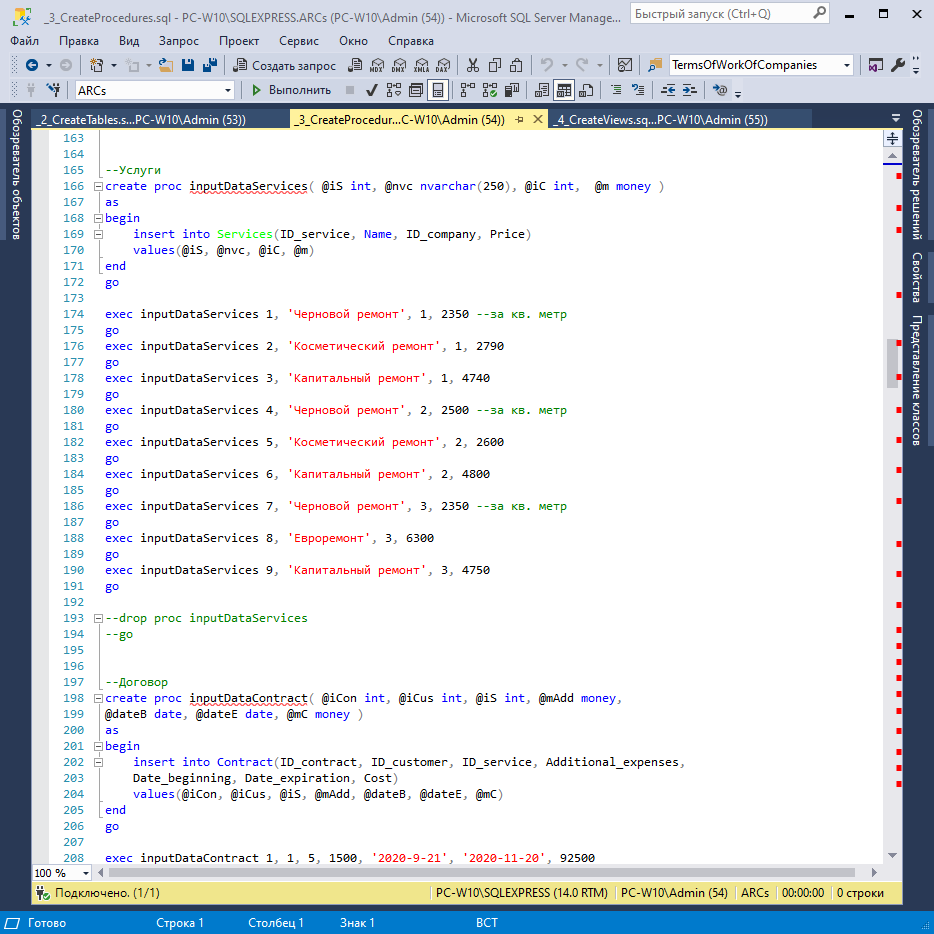 _3_CreateProcedures.sql - PC-W10\SQLEXPRESS.ARCs (PC-W10\Admin (54)) - Microsoft SQL Server Manage...
Быстрый запуск (Ctrl+Q)
Файл Правка Вид Запрос Проект Сервис Окно Справка
Создать запрос MDX DMX XMLA DAX TermsOfWorkOfCompanies
ARCs Выполнить
_2_CreateTables.s...PC-W10\Admin (53)) _3_CreateProcedur...C-W10\Admin (54)) _4_CreateViews.sq...PC-W10\Admin (55))
Обозреватель объектов
163
164
165 --Услуги
166 create proc inputDataServices( @iS int, @nvc nvarchar(250), @iC int,  @m money )
167 as
168 begin
169 insert into Services(ID_service, Name, ID_company, Price)
170 values(@iS, @nvc, @iC, @m)
171 end
172 go
173
174 exec inputDataServices 1, 'Черновой ремонт', 1, 2350 --за кв. метр
175 go
176 exec inputDataServices 2, 'Косметический ремонт', 1, 2790
177 go
178 exec inputDataServices 3, 'Капитальный ремонт', 1, 4740
179 go
180 exec inputDataServices 4, 'Черновой ремонт', 2, 2500 --за кв. метр
181 go
182 exec inputDataServices 5, 'Косметический ремонт', 2, 2600
183 go
184 exec inputDataServices 6, 'Капитальный ремонт', 2, 4800
185 go
186 exec inputDataServices 7, 'Черновой ремонт', 3, 2350 --за кв. метр
187 go
188 exec inputDataServices 8, 'Евроремонт', 3, 6300
189 go
190 exec inputDataServices 9, 'Капитальный ремонт', 3, 4750
191 go
192
193 --drop proc inputDataServices
194 --go
195
196
197 --Договор
198 create proc inputDataContract( @iCon int, @iCus int, @iS int, @mAdd money,
199 @dateB date, @dateE date, @mC money )
200 as
201 begin
202 insert into Contract(ID_contract, ID_customer, ID_service, Additional_expenses,
203 Date_beginning, Date_expiration, Cost)
204 values(@iCon, @iCus, @iS, @mAdd, @dateB, @dateE, @mC)
205 end
206 go
207
208 exec inputDataContract 1, 1, 5, 1500, '2020-9-21', '2020-11-20', 92500
Обозреватель решений
Свойства
Представление классов
100 %
Подключено. (1/1) PC-W10\SQLEXPRESS (14.0 RTM) PC-W10\Admin (54) ARCs 00:00:00 0 строки
Готово Строка 1 Столбец 1 Знак 1 ВСТ